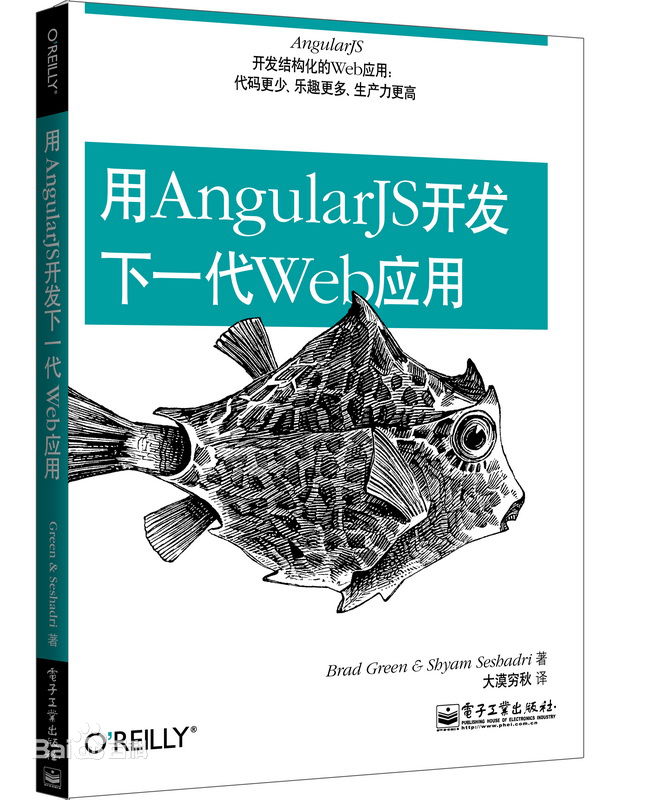 AngularJS
开发结构化的Web应用:
代码更少、乐趣更多、生产力更高
用AngularJS开发
下一代Web应用
Brad Green & Shyam Seshadri 著
大漠穷秋 译
O'REILLY®
電子工業出版社·
PUBLISHING HOUSE OF ELECTRONICS INDUSTRY
http://www.phei.com.cn
O'REILLY®
用AngularJS开发下一代Web应用
Green & Seshadri 著
電子工業出版社
Baidu百科